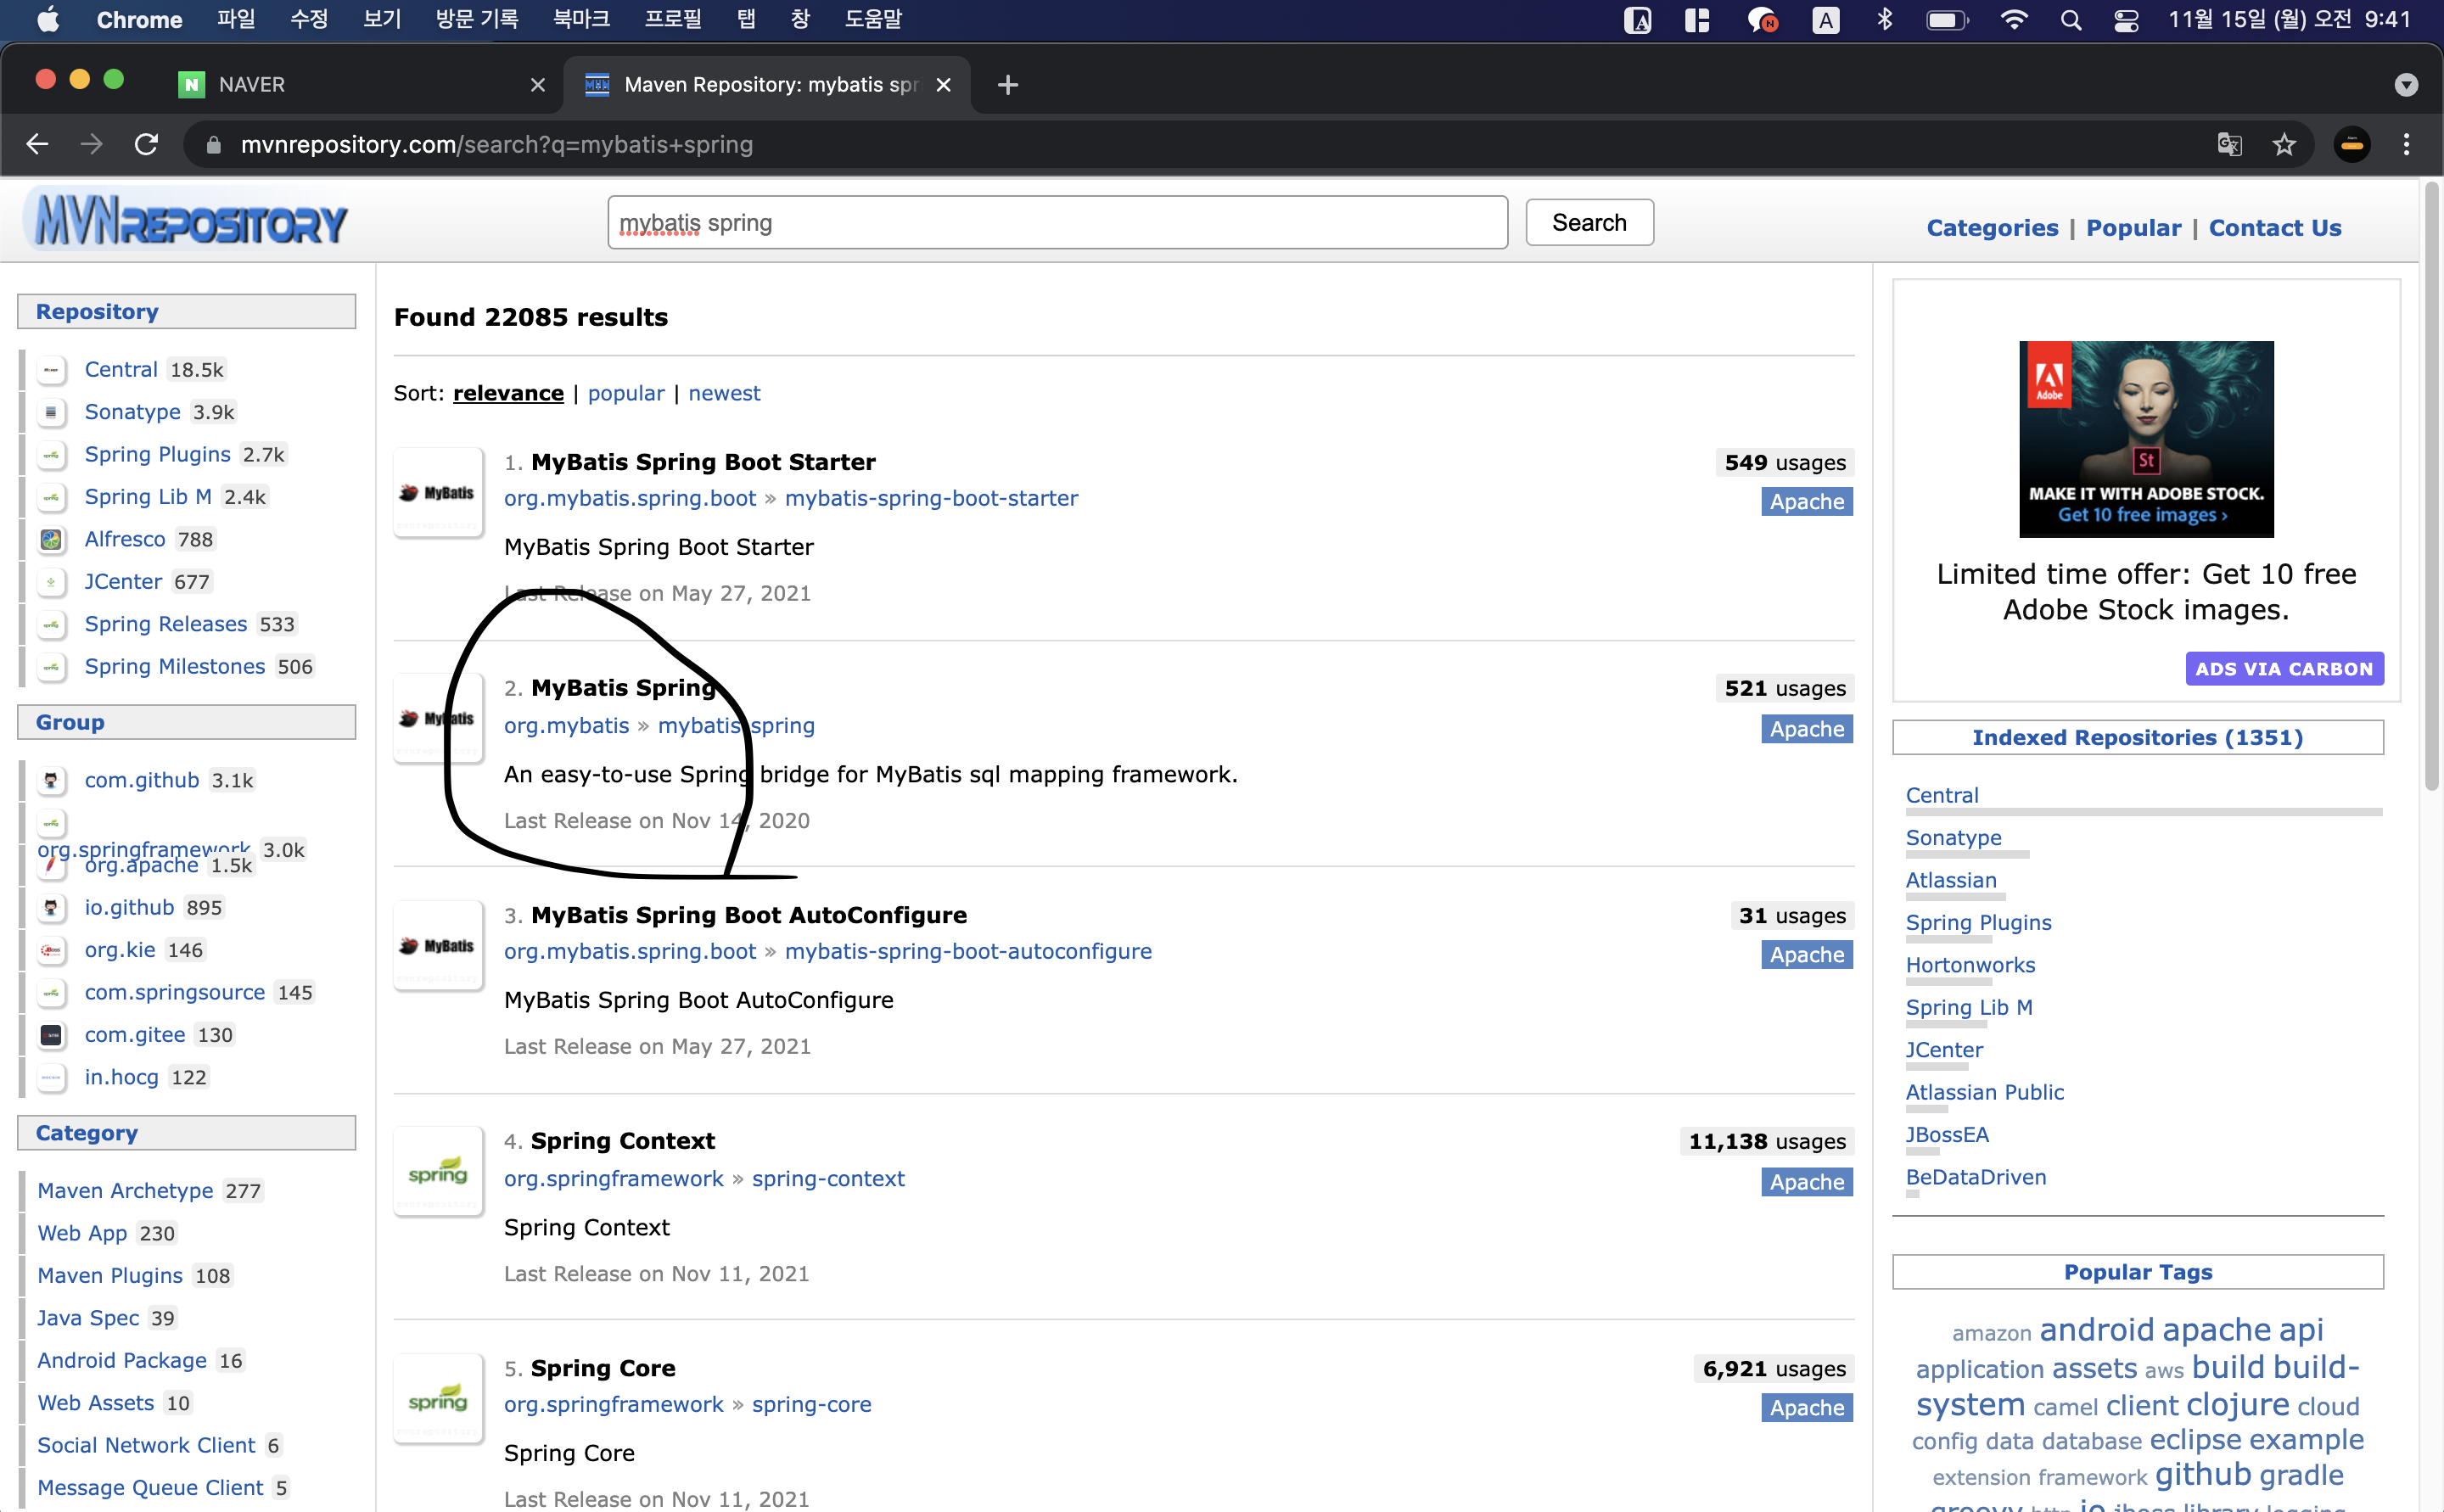 Chrome 파일 수정 보기 방문 기록 북마크 프로필 탭 창 도움말 A N A 11월 15일 (월) 오전 9:41
N NAVER
Maven Repository: mybatis spr
mvnrepository.com/search?q=mybatis+spring
MVNREPOSITORY
mybatis spring
Search
Categories | Popular | Contact Us
Repository
Central 18.5k
Sonatype 3.9k
Spring Plugins 2.7k
Spring Lib M 2.4k
Alfresco 788
JCenter 677
Spring Releases 533
Spring Milestones 506
Group
com.github 3.1k
org.springframework 3.0k
org.apache 1.5k
io.github 895
org.kie 146
com.springsource 145
com.gitee 130
in.hocg 122
Category
Maven Archetype 277
Web App 230
Maven Plugins 108
Java Spec 39
Android Package 16
Web Assets 10
Social Network Client 6
Message Queue Client 5
Found 22085 results
Sort: relevance | popular | newest
MyBatis
1. MyBatis Spring Boot Starter
549 usages
org.mybatis.spring.boot » mybatis-spring-boot-starter
Apache
MyBatis Spring Boot Starter
Last Release on May 27, 2021
MyBatis
2. MyBatis Spring
521 usages
org.mybatis » mybatis-spring
Apache
An easy-to-use Spring bridge for MyBatis sql mapping framework.
Last Release on Nov 14, 2020
MyBatis
3. MyBatis Spring Boot AutoConfigure
31 usages
org.mybatis.spring.boot » mybatis-spring-boot-autoconfigure
Apache
MyBatis Spring Boot AutoConfigure
Last Release on May 27, 2021
spring
4. Spring Context
11,138 usages
org.springframework » spring-context
Apache
Spring Context
Last Release on Nov 11, 2021
spring
5. Spring Core
6,921 usages
org.springframework » spring-core
Apache
Spring Core
Last Release on Nov 11, 2021
Adobe
St
MAKE IT WITH ADOBE STOCK.
Get 10 free images ›
Limited time offer: Get 10 free
Adobe Stock images.
ADS VIA CARBON
Indexed Repositories (1351)
Central
Sonatype
Atlassian
Spring Plugins
Hortonworks
Spring Lib M
JCenter
Atlassian Public
JBossEA
BeDataDriven
Popular Tags
amazon android apache api
application assets aws build build-
system camel client clojure cloud
config data database eclipse example
extension framework github gradle
groovy http io jboss library logging